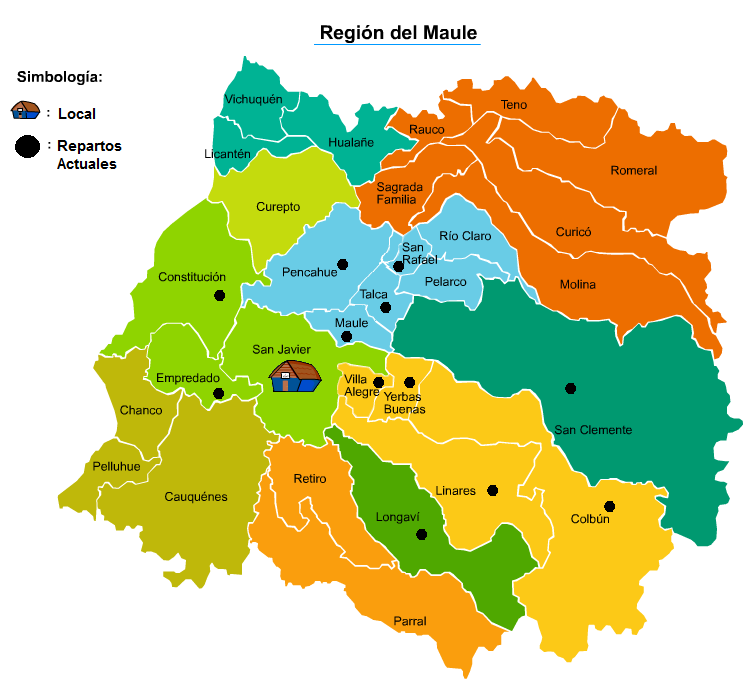 Región del Maule
Simbología:
: Local
: Repartos
Actuales
Vichuquén
Teno
Rauco
Hualañe
Licantén
Romeral
Sagrada
Familia
Curepto
Curicó
Río Claro
San
Rafael
Pencahue
Constitución
Pelarco
Molina
Talca
Maule
San Javier
Empredado
Villa
Alegre
Yerbas
Buenas
Chanco
San Clemente
Pelluhue
Cauquénes
Retiro
Linares
Longaví
Colbún
Parral